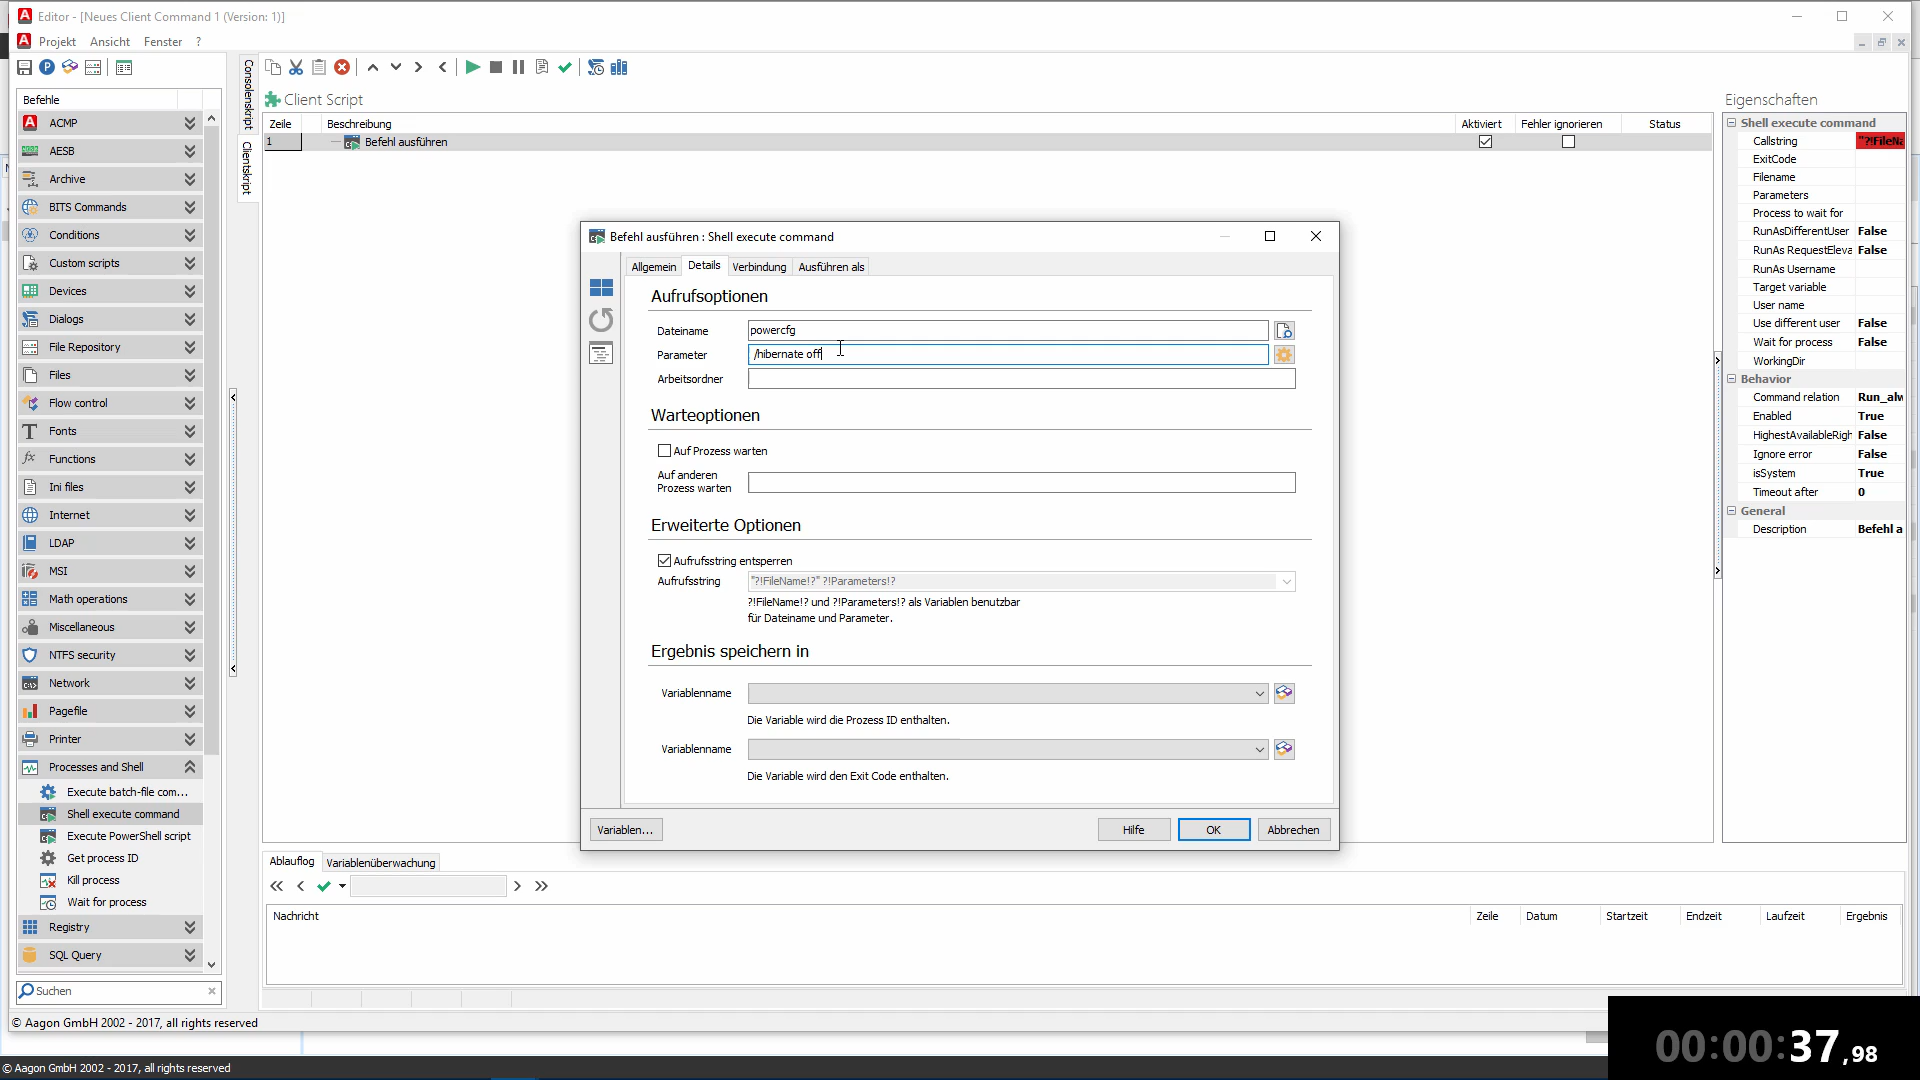 Editor - [Neues Client Command 1 (Version: 1)]
Projekt Ansicht Fenster ?
Befehle
ACMP
AESB
Archive
BITS Commands
Conditions
Custom scripts
Devices
Dialogs
File Repository
Files
Flow control
Fonts
Functions
Ini files
Internet
LDAP
MSI
Math operations
Miscellaneous
NTFS security
Network
Pagefile
Printer
Processes and Shell
Execute batch-file com...
Shell execute command
Execute PowerShell script
Get process ID
Kill process
Wait for process
Registry
SQL Query
Suchen
Consolenskript
Clientskript
Client Script
Zeile Beschreibung Aktiviert Fehler ignorieren Status
1 Befehl ausführen
Befehl ausführen : Shell execute command
Allgemein Details Verbindung Ausführen als
Aufrufsoptionen
Dateiname powercfg
Parameter /hibernate off
Arbeitsordner
Warteoptionen
Auf Prozess warten
Auf anderen
Prozess warten
Erweiterte Optionen
Aufrufsstring entsperren
Aufrufsstring "?!FileName!?" ?!Parameters!?
?!FileName!? und ?!Parameters!? als Variablen benutzbar
für Dateiname und Parameter.
Ergebnis speichern in
Variablenname
Die Variable wird die Prozess ID enthalten.
Variablenname
Die Variable wird den Exit Code enthalten.
Variablen... Hilfe OK Abbrechen
Eigenschaften
Shell execute command
Callstring "?!FileNa
ExitCode
Filename
Parameters
Process to wait for
RunAsDifferentUser False
RunAs RequestEleva False
RunAs Username
Target variable
User name
Use different user False
Wait for process False
WorkingDir
Behavior
Command relation Run_alw
Enabled True
HighestAvailableRigh False
Ignore error False
isSystem True
Timeout after 0
General
Description Befehl a
Ablauflog Variablenüberwachung
Nachricht Zeile Datum Startzeit Endzeit Laufzeit Ergebnis
© Aagon GmbH 2002 - 2017, all rights reserved
© Aagon GmbH 2002 - 2017, all rights reserved
00:00:37,98